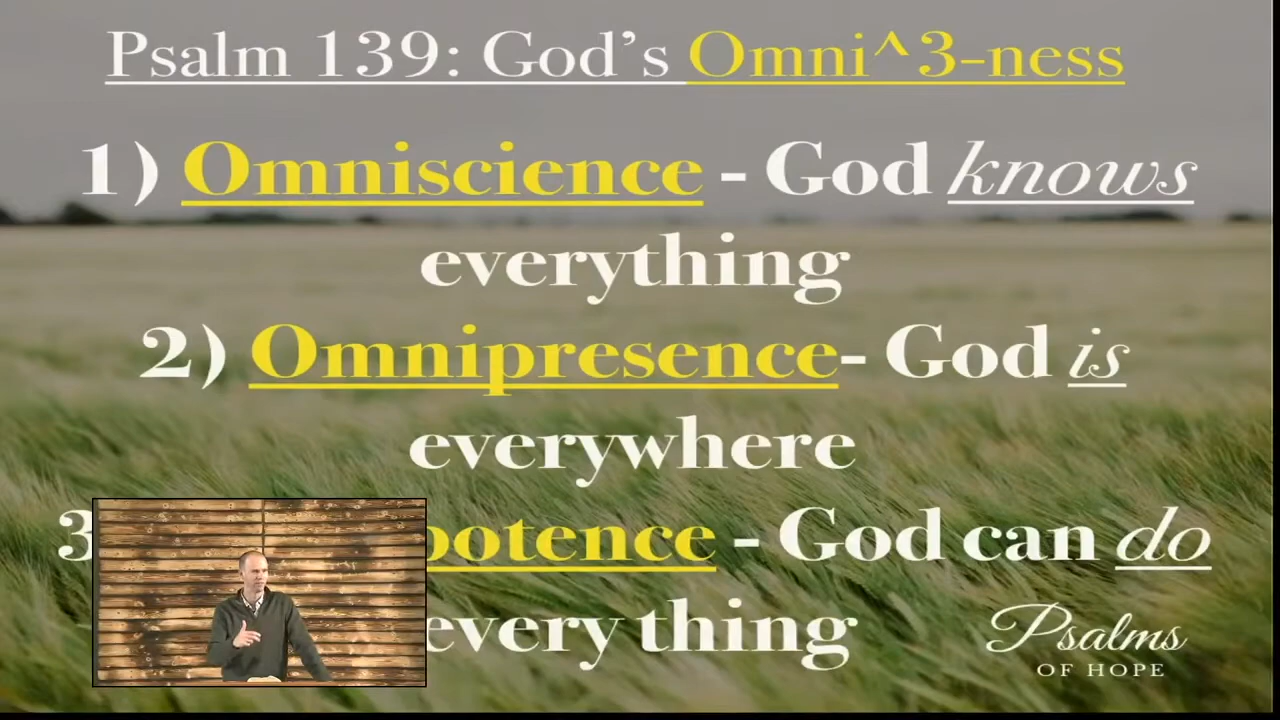 Psalm 139: God's Omni^3-ness
1) Omniscience - God knows
everything
2) Omnipresence- God is
everywhere
3 potence - God can do
every thing
Psalms
OF HOPE